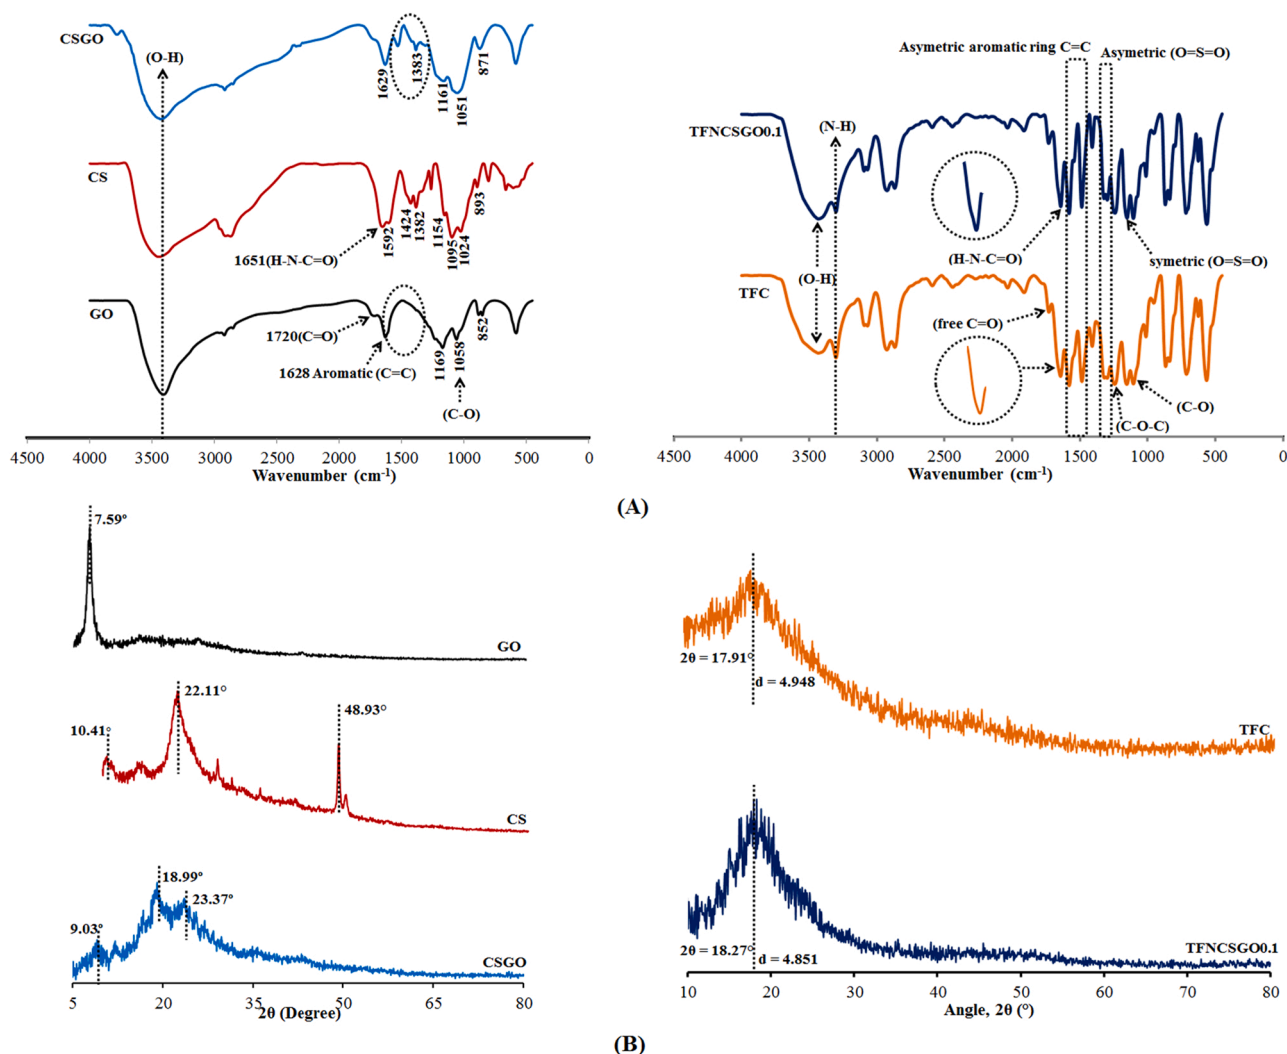 CSGO
(O-H)
1629
1383
1161
1051
871
CS
1651(H-N-C=O)
1592
1424
1382
1154
1095
1024
893
GO
1720(C=O)
1628 Aromatic (C=C)
1169
1058
852
(C-O)
4500 4000 3500 3000 2500 2000 1500 1000 500 0
Wavenumber (cm-1)
Asymetric aromatic ring C=C
Asymetric (O=S=O)
TFNCSGO0.1
(N-H)
(H-N-C=O)
symetric (O=S=O)
(O-H)
TFC
(free C=O)
(C-O)
(C-O-C)
4500 4000 3500 3000 2500 2000 1500 1000 500 0
Wavenumber (cm-1)
(A)
7.59º
GO
10.41°
22.11°
48.93°
CS
9.03º
18.99º
23.37º
CSGO
5 20 35 50 65 80
2θ (Degree)
2θ = 17.91°
d = 4.948
TFC
2θ = 18.27°
d = 4.851
TFNCSGO0.1
10 20 30 40 50 60 70 80
Angle, 2θ (°)
(B)